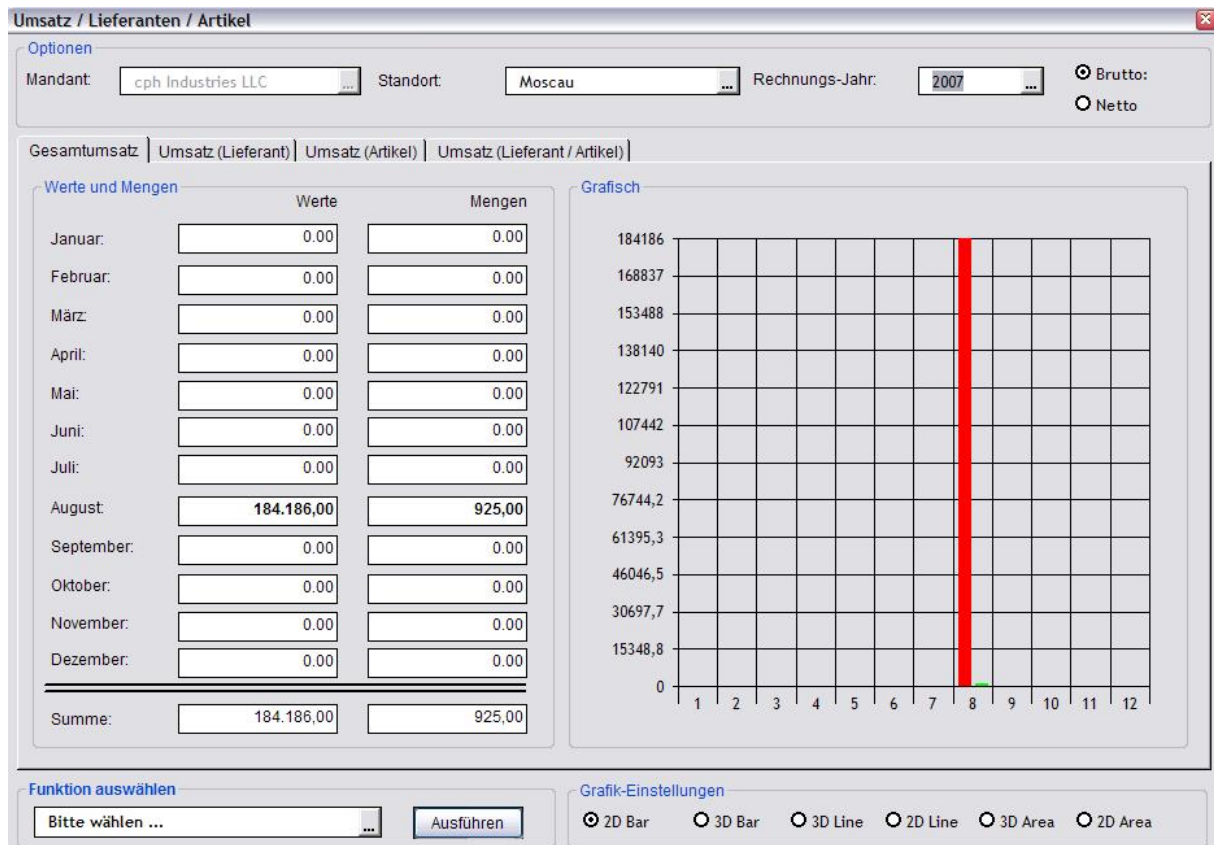 Umsatz / Lieferanten / Artikel
Optionen
Mandant: cph Industries LLC ... Standort: Moscau ... Rechnungs-Jahr: 2007 ... Brutto:
Netto
Gesamtumsatz Umsatz (Lieferant) Umsatz (Artikel) Umsatz (Lieferant / Artikel)
Werte und Mengen
Werte Mengen
Januar: 0.00 0.00
Februar: 0.00 0.00
März: 0.00 0.00
April: 0.00 0.00
Mai: 0.00 0.00
Juni: 0.00 0.00
Juli: 0.00 0.00
August: 184.186,00 925,00
September: 0.00 0.00
Oktober: 0.00 0.00
November: 0.00 0.00
Dezember: 0.00 0.00
Summe: 184.186,00 925,00
Grafisch
184186
168837
153488
138140
122791
107442
92093
76744,2
61395,3
46046,5
30697,7
15348,8
0
1 2 3 4 5 6 7 8 9 10 11 12
Funktion auswählen
Bitte wählen ... ... Ausführen
Grafik-Einstellungen
2D Bar 3D Bar 3D Line 2D Line 3D Area 2D Area